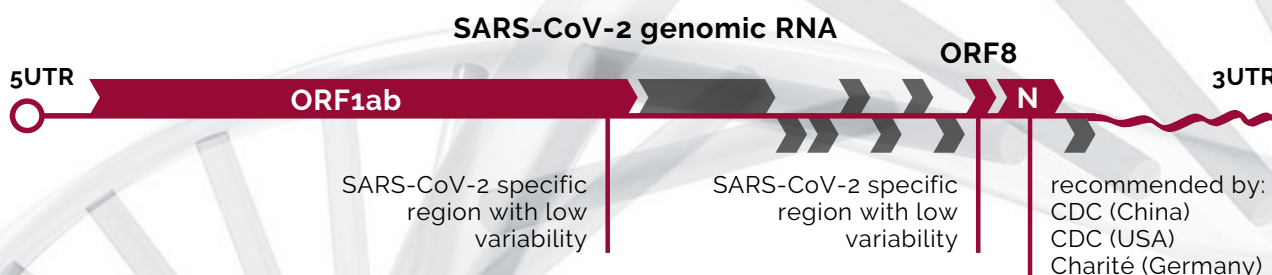 SARS-CoV-2 genomic RNA
ORF8
5UTR
3UTR
ORF1ab
N
SARS-CoV-2 specific
region with low
variability
SARS-CoV-2 specific
region with low
variability
recommended by:
CDC (China)
CDC (USA)
Charité (Germany)